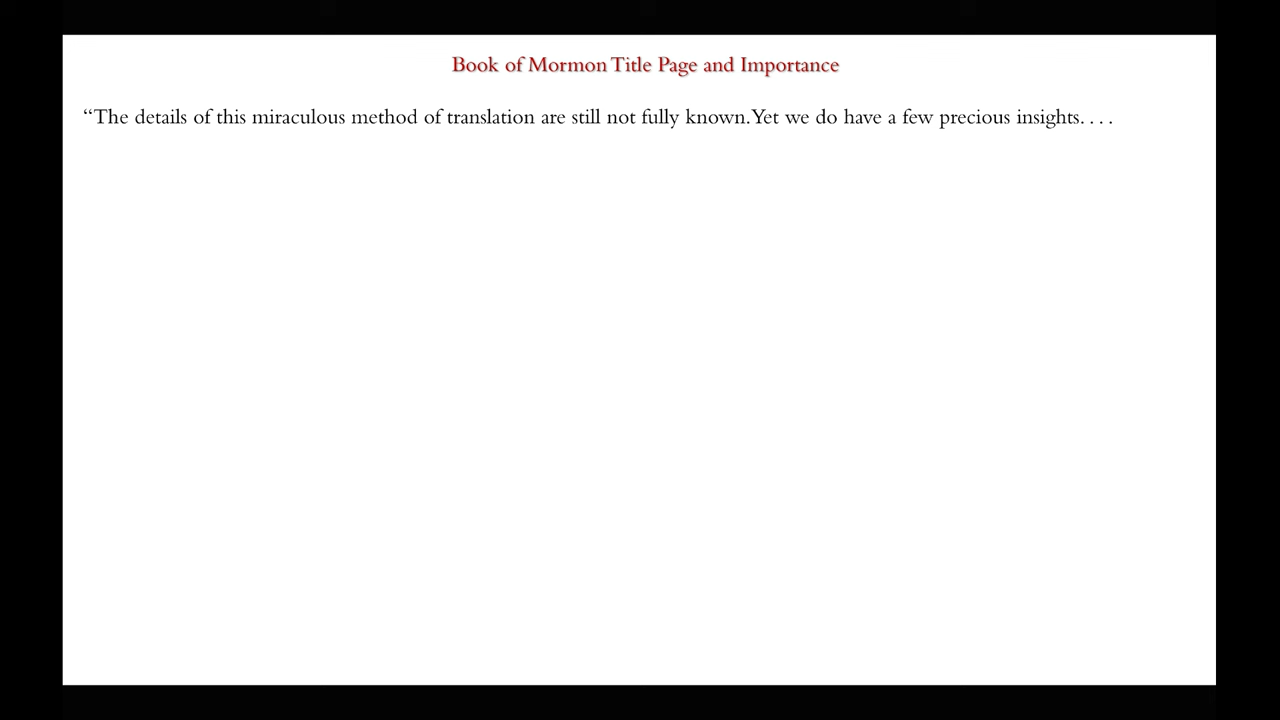 Book of Mormon Title Page and Importance
“The details of this miraculous method of translation are still not fully known. Yet we do have a few precious insights. . . .